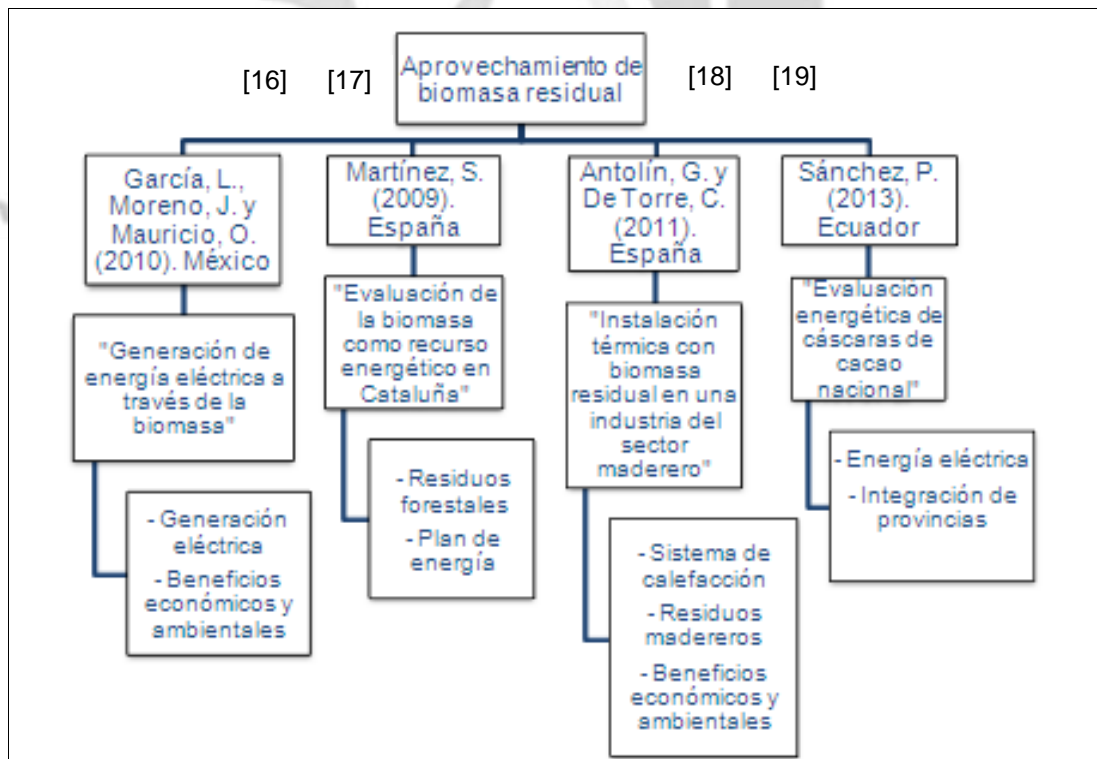 [16]
[17]
Aprovechamiento de
biomasa residual
[18]
[19]
García, L.,
Moreno, J. y
Mauricio, O.
(2010). México
Martínez, S.
(2009).
España
Antolín, G. y
De Torre, C.
(2011).
España
Sánchez, P.
(2013).
Ecuador
"Generación de
energía eléctrica a
través de la
biomasa"
"Evaluación de
la biomasa
como recurso
energético en
Cataluña"
"Instalación
térmica con
biomasa
residual en una
industria del
sector
maderero"
"Evaluación
energética de
cáscaras de
cacao
nacional"
- Generación
eléctrica
- Beneficios
económicos y
ambientales
- Residuos
forestales
- Plan de
energía
- Sistema de
calefacción
- Residuos
madereros
- Beneficios
económicos y
ambientales
- Energía eléctrica
- Integración de
provincias